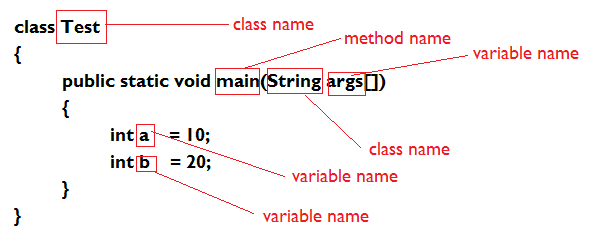 class Test class name
method name
{ variable name
public static void main(String args[])
{
int a = 10;
class name
int b = 20;
variable name
}
variable name
}